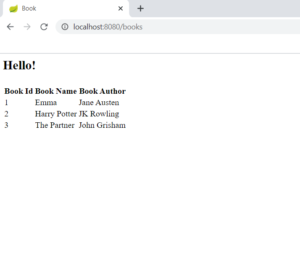 Book
localhost:8080/books
Hello!
Book Id Book Name Book Author
1 Emma Jane Austen
2 Harry Potter JK Rowling
3 The Partner John Grisham